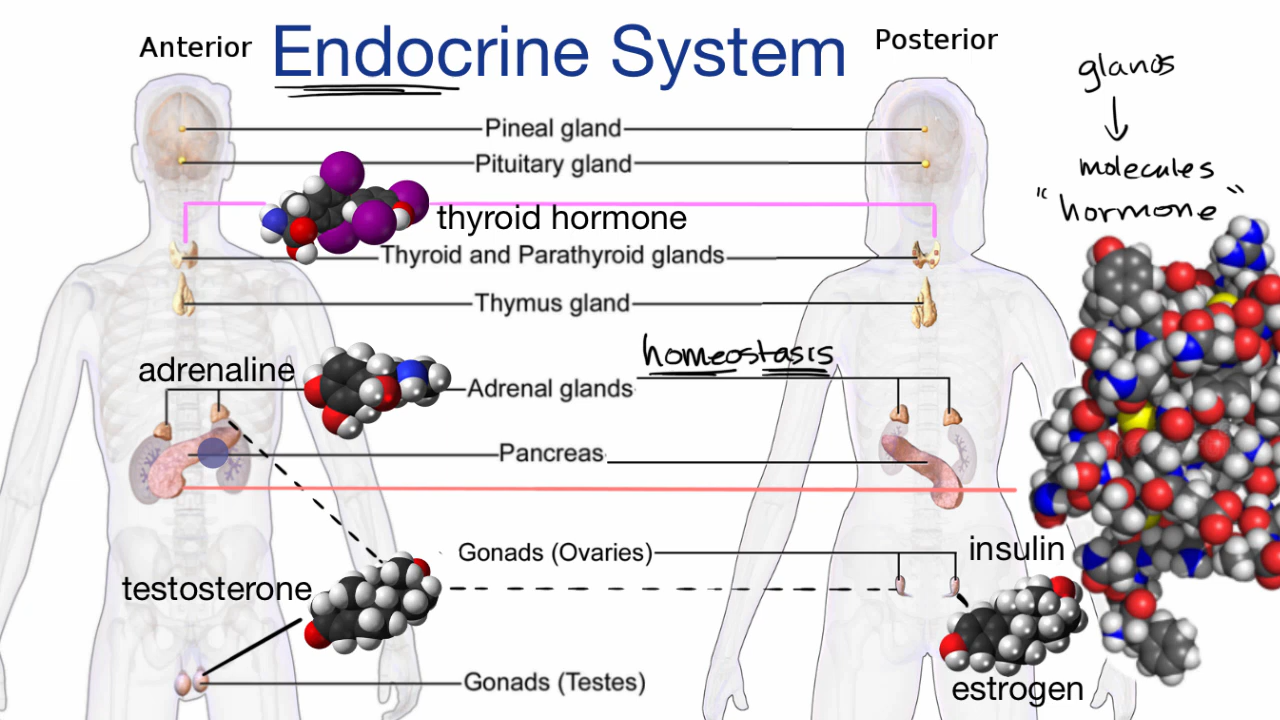 Anterior
Endocrine System
Posterior
glands
↓
molecules
"hormone"
Pineal gland
Pituitary gland
thyroid hormone
Thyroid and Parathyroid glands
Thymus gland
homeostasis
adrenaline
Adrenal glands
Pancreas
Gonads (Ovaries)
insulin
testosterone
Gonads (Testes)
estrogen